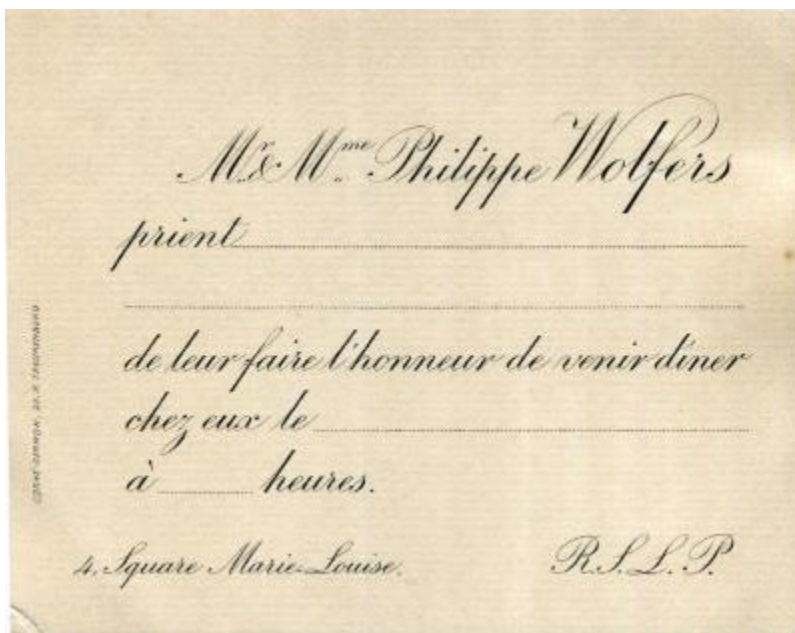 Mr & Mme Philippe Wolfers
prient
de leur faire l'honneur de venir dîner
chez eux le
à heures.
4. Square Marie-Louise.
R.S.L.P.